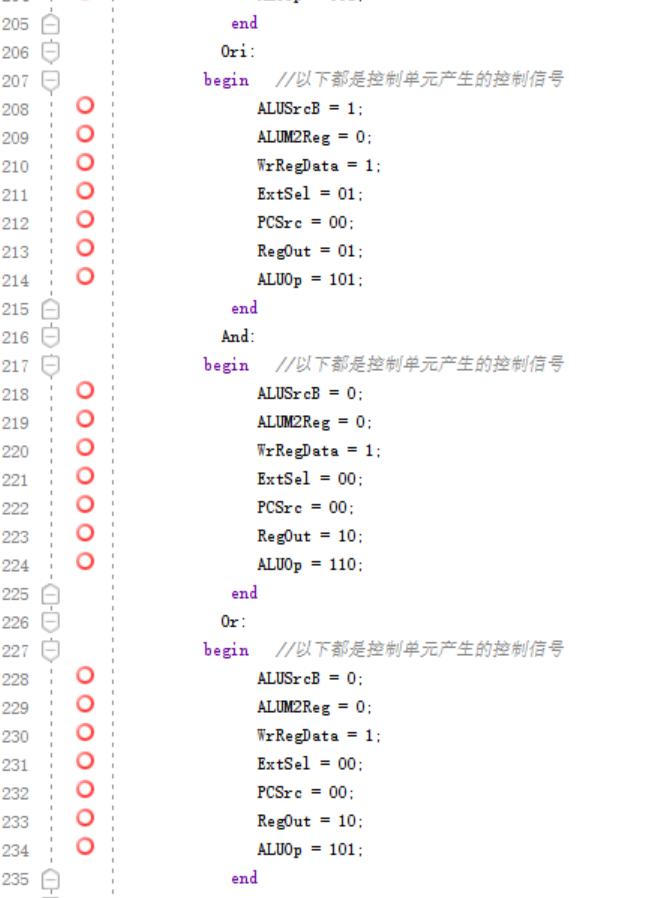 205 end
206 Ori:
207 begin //以下都是控制单元产生的控制信号
208 ALUSrcB = 1;
209 ALUM2Reg = 0;
210 WrRegData = 1;
211 ExtSel = 01;
212 PCSrc = 00;
213 RegOut = 01;
214 ALUOp = 101;
215 end
216 And:
217 begin //以下都是控制单元产生的控制信号
218 ALUSrcB = 0;
219 ALUM2Reg = 0;
220 WrRegData = 1;
221 ExtSel = 00;
222 PCSrc = 00;
223 RegOut = 10;
224 ALUOp = 110;
225 end
226 Or:
227 begin //以下都是控制单元产生的控制信号
228 ALUSrcB = 0;
229 ALUM2Reg = 0;
230 WrRegData = 1;
231 ExtSel = 00;
232 PCSrc = 00;
233 RegOut = 10;
234 ALUOp = 101;
235 end